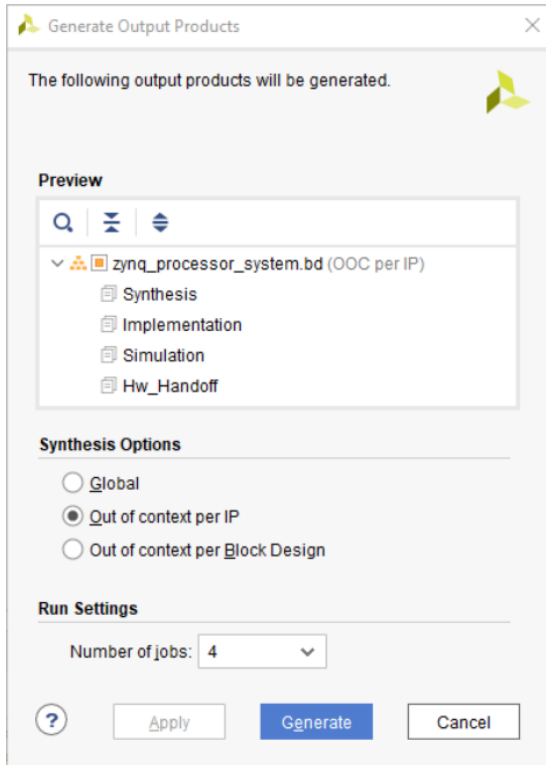 Generate Output Products
The following output products will be generated.
Preview
zynq_processor_system.bd (OOC per IP)
Synthesis
Implementation
Simulation
Hw_Handoff
Synthesis Options
Global
Out of context per IP
Out of context per Block Design
Run Settings
Number of jobs: 4
? Apply Generate Cancel